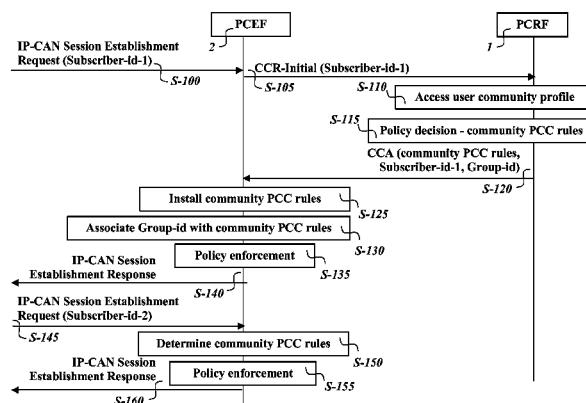 PCEF
PCRF
2
1
IP-CAN Session Establishment
Request (Subscriber-id-1)
S-100
CCR-Initial (Subscriber-id-1)
S-105
S-110
Access user community profile
S-115
Policy decision - community PCC rules
CCA (community PCC rules,
Subscriber-id-1, Group-id)
S-120
Install community PCC rules
S-125
Associate Group-id with community PCC rules
S-130
Policy enforcement
S-135
IP-CAN Session
Establishment Response
S-140
IP-CAN Session Establishment
Request (Subscriber-id-2)
S-145
Determine community PCC rules
S-150
IP-CAN Session
Establishment Response
Policy enforcement
S-155
S-160